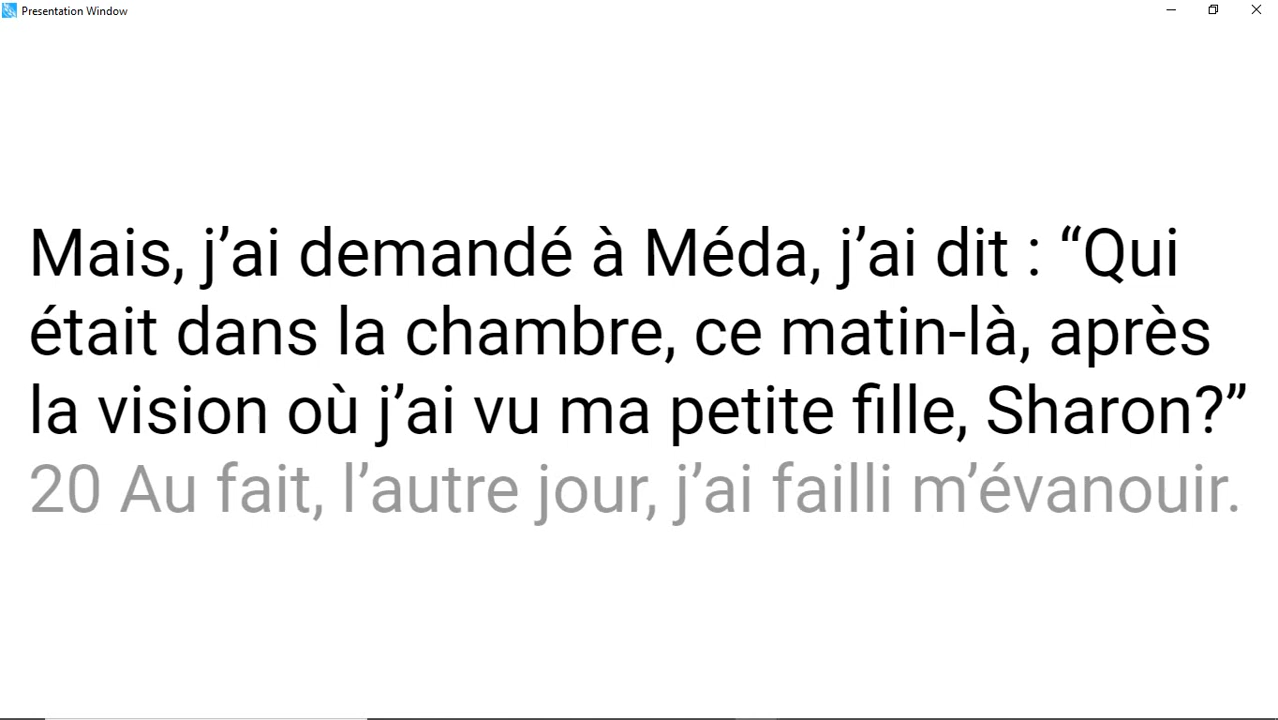 Presentation Window
Mais, j’ai demandé à Méda, j’ai dit : “Qui
était dans la chambre, ce matin-là, après
la vision où j’ai vu ma petite fille, Sharon?”
20 Au fait, l’autre jour, j’ai failli m’évanouir.